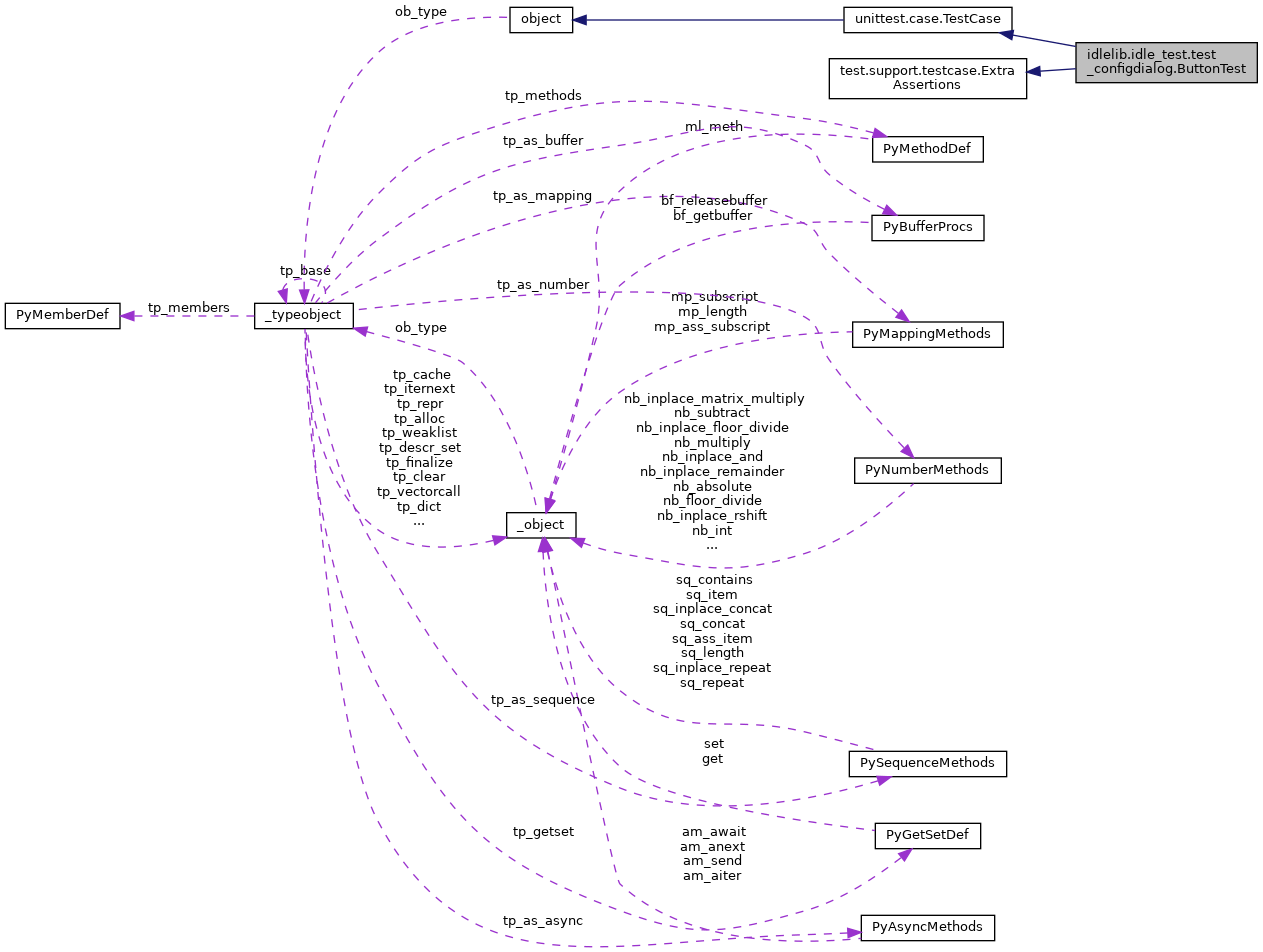 ob_type
object
unittest.case.TestCase
idlelib.idle_test.test
_configdialog.ButtonTest
test.support.testcase.Extra
Assertions
tp_methods
ml_meth
tp_as_buffer
PyMethodDef
tp_as_mapping
bf_releasebuffer
bf_getbuffer
PyBufferProcs
tp_base
tp_as_number
mp_subscript
mp_length
mp_ass_subscript
PyMemberDef
tp_members
_typeobject
ob_type
PyMappingMethods
tp_cache
tp_iternext
tp_repr
tp_alloc
tp_weaklist
tp_descr_set
tp_finalize
tp_clear
tp_vectorcall
tp_dict
...
nb_inplace_matrix_multiply
nb_subtract
nb_inplace_floor_divide
nb_multiply
nb_inplace_and
nb_inplace_remainder
nb_absolute
nb_floor_divide
nb_inplace_rshift
nb_int
...
PyNumberMethods
_object
sq_contains
sq_item
sq_inplace_concat
sq_concat
sq_ass_item
sq_length
sq_inplace_repeat
sq_repeat
tp_as_sequence
set
get
PySequenceMethods
tp_getset
am_await
am_anext
am_send
am_aiter
PyGetSetDef
tp_as_async
PyAsyncMethods